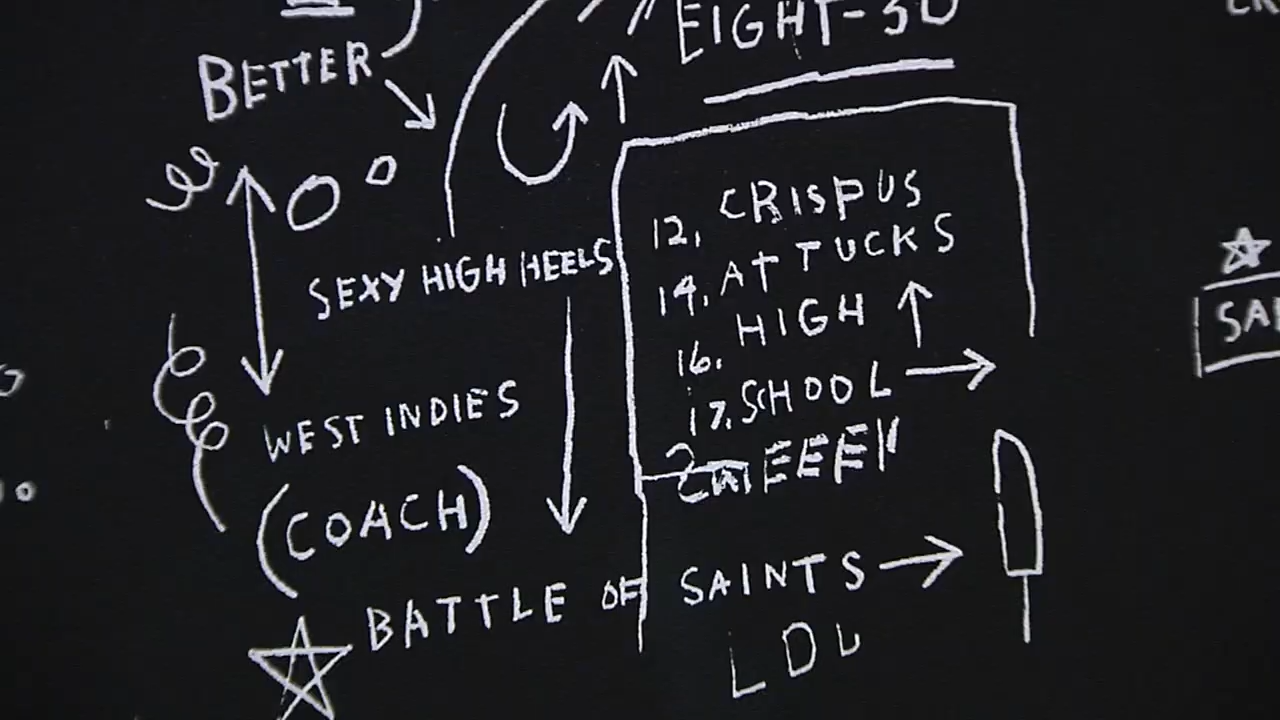 BETTER
EIGHT-
12. CRISPUS
14. ATTUCKS
16. HIGH
17. SCHOOL
SEXY HIGH HEELS
WEST INDIES
(COACH)
BATTLE OF SAINTS